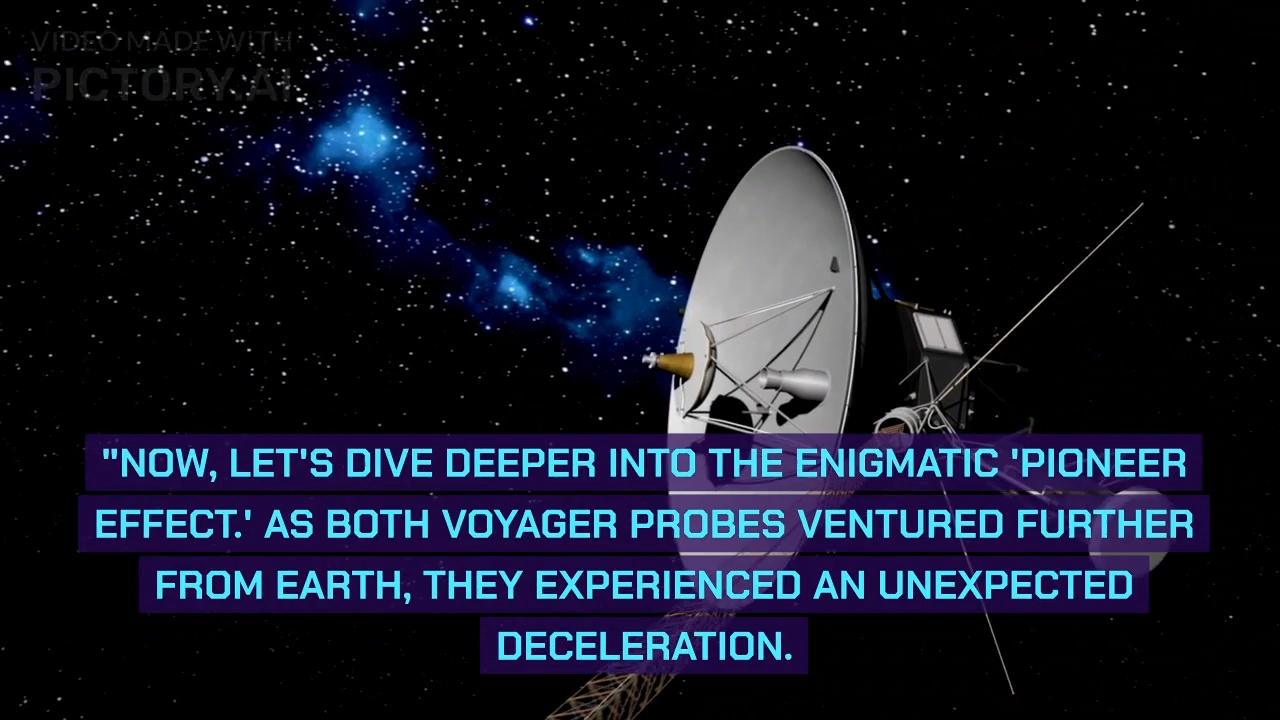 VIDEO MADE WITH
PICTORY.AI
"NOW, LET'S DIVE DEEPER INTO THE ENIGMATIC 'PIONEER
EFFECT.' AS BOTH VOYAGER PROBES VENTURED FURTHER
FROM EARTH, THEY EXPERIENCED AN UNEXPECTED
DECELERATION.